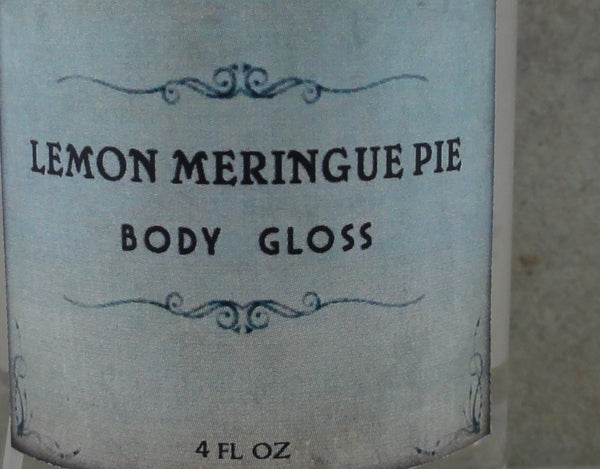 LEMON MERINGUE PIE
BODY GLOSS
4 FL OZ